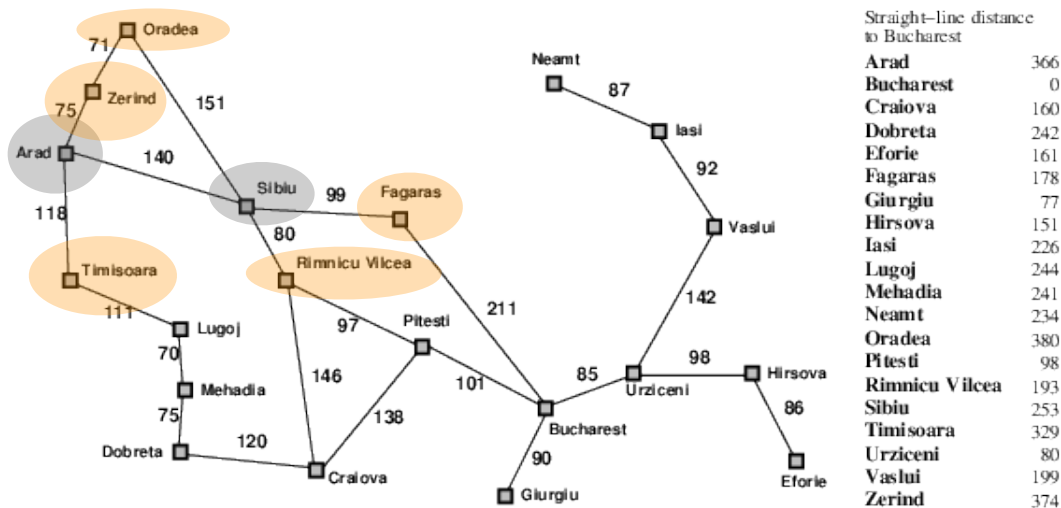 Oradea
71
Neamt
Zerind
87
151
75
Iasi
Arad
140
92
Sibiu
99
Fagaras
118
80
Vaslui
Timisoara
Rimnicu Vilcea
142
111
211
Lugoj
97
Pitesti
70
98
Hirsova
146
85
Mehadia
101
Urziceni
86
75
138
Bucharest
120
90
Dobreta
Craiova
Eforie
Giurgiu
Straight–line distance
to Bucharest
Arad 366
Bucharest 0
Craiova 160
Dobreta 242
Eforie 161
Fagaras 178
Giurgiu 77
Hirsova 151
Iasi 226
Lugoj 244
Mehadia 241
Neamt 234
Oradea 380
Pitesti 98
Rimnicu Vilcea 193
Sibiu 253
Timisoara 329
Urziceni 80
Vaslui 199
Zerind 374